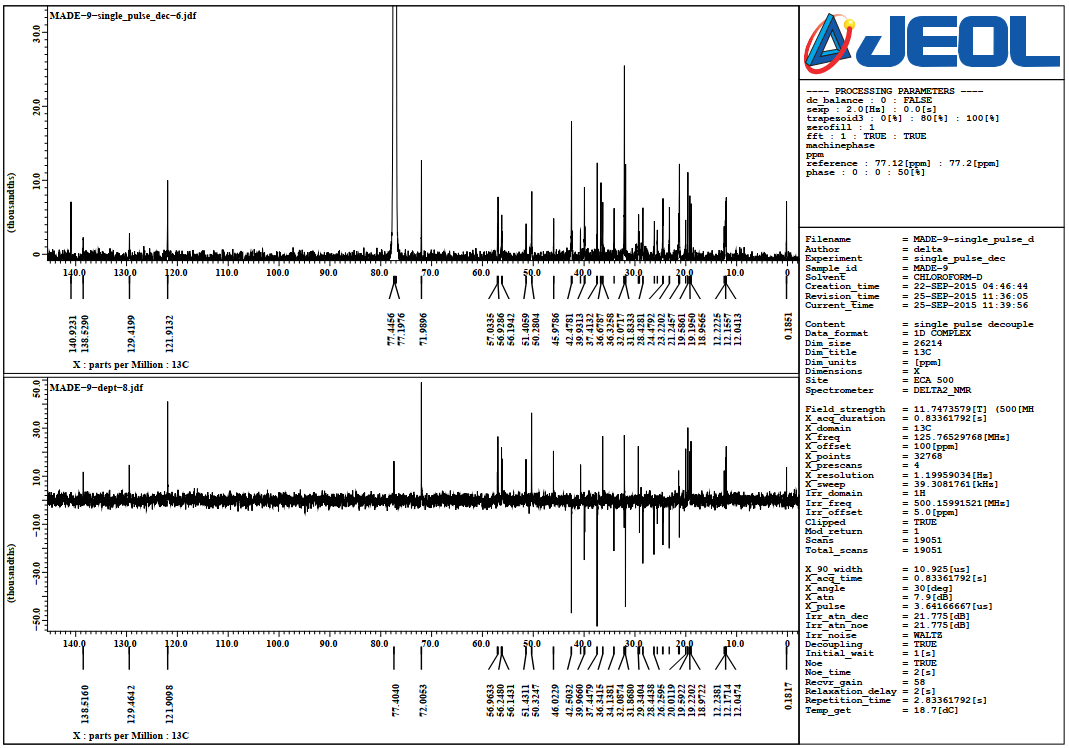 MADE-9-single_pulse_dec-6.jdf
(thousandths)
30.0
20.0
10.0
0
140.0 130.0 120.0 110.0 100.0 90.0 80.0 70.0 60.0 50.0 40.0 30.0 20.0 10.0 0
140.9231
138.5290
129.4199
121.9132
77.4456
77.1976
71.9896
57.0335
56.9286
56.1942
51.4059
50.2804
45.9786
42.4781
39.9313
37.4132
36.6787
36.3258
32.0717
31.8333
28.4281
24.4792
23.2202
21.2457
19.5861
19.1950
18.9565
12.2225
12.1557
12.0413
0.1851
X : parts per Million : 13C
MADE-9-dept-8.jdf
(thousandths)
50.0
30.0
10.0
-10.0
-30.0
-50.0
140.0 130.0 120.0 110.0 100.0 90.0 80.0 70.0 60.0 50.0 40.0 30.0 20.0 10.0 0
138.5160
129.4642
121.9098
77.4040
72.0053
56.9633
56.2480
56.1431
51.4311
50.3247
46.0229
42.5032
39.9660
37.4479
36.3415
34.1381
32.0874
31.8680
29.3404
28.4438
26.2595
20.0119
19.5922
19.2202
18.9722
12.2381
12.1714
12.0474
0.1817
X : parts per Million : 13C
JEOL
---- PROCESSING PARAMETERS ----
dc_balance : 0 : FALSE
sexp : 2.0[Hz] : 0.0[s]
trapezoid3 : 0[%] : 80[%] : 100[%]
zerofill : 1
fft : 1 : TRUE : TRUE
machinephase
ppm
reference : 77.12[ppm] : 77.2[ppm]
phase : 0 : 0 : 50[%]
Filename = MADE-9-single_pulse_d
Author = delta
Experiment = single_pulse_dec
Sample_id = MADE-9
Solvent = CHLOROFORM-D
Creation_time = 22-SEP-2015 04:46:44
Revision_time = 25-SEP-2015 11:36:05
Current_time = 25-SEP-2015 11:39:56
Content = single pulse decouple
Data_format = 1D COMPLEX
Dim_size = 26214
Dim_title = 13C
Dim_units = [ppm]
Dimensions = X
Site = ECA 500
Spectrometer = DELTA2_NMR
Field_strength = 11.7473579[T] (500[MH
X_acq_duration = 0.83361792[s]
X_domain = 13C
X_freq = 125.76529768[MHz]
X_offset = 100[ppm]
X_points = 32768
X_prescans = 4
X_resolution = 1.19959034[Hz]
X_sweep = 39.3081761[kHz]
Irr_domain = 1H
Irr_freq = 500.15991521[MHz]
Irr_offset = 5.0[ppm]
Clipped = TRUE
Mod_return = 1
Scans = 19051
Total_scans = 19051
X_90_width = 10.925[us]
X_acq_time = 0.83361792[s]
X_angle = 30[deg]
X_atn = 7.9[dB]
X_pulse = 3.64166667[us]
Irr_atn_dec = 21.775[dB]
Irr_atn_noe = 21.775[dB]
Irr_noise = WALTZ
Decoupling = TRUE
Initial_wait = 1[s]
Noe = TRUE
Noe_time = 2[s]
Recvr_gain = 58
Relaxation_delay = 2[s]
Repetition_time = 2.83361792[s]
Temp_get = 18.7[dC]